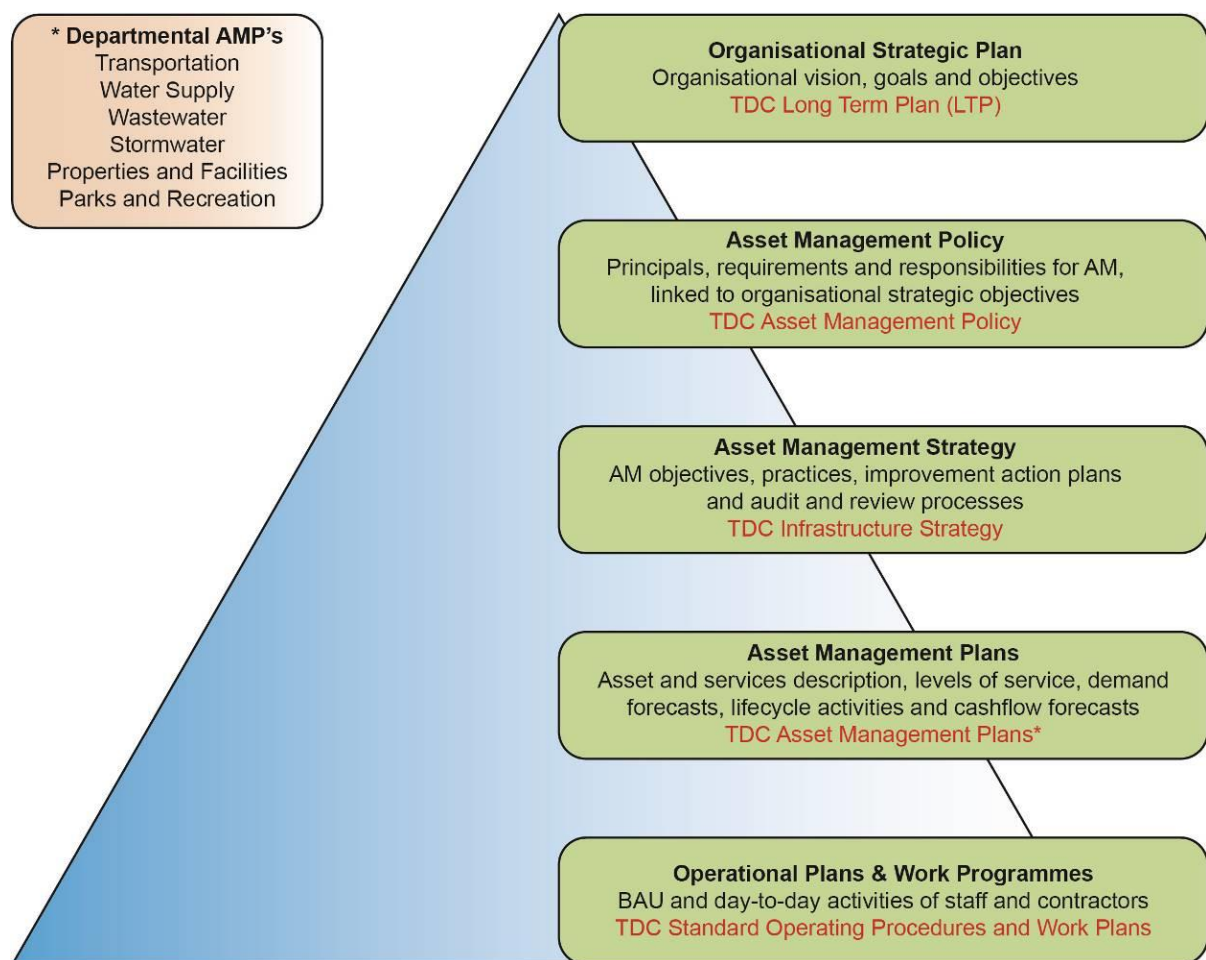 * Departmental AMP's
Transportation
Water Supply
Wastewater
Stormwater
Properties and Facilities
Parks and Recreation
Organisational Strategic Plan
Organisational vision, goals and objectives
TDC Long Term Plan (LTP)
Asset Management Policy
Principals, requirements and responsibilities for AM,
linked to organisational strategic objectives
TDC Asset Management Policy
Asset Management Strategy
AM objectives, practices, improvement action plans
and audit and review processes
TDC Infrastructure Strategy
Asset Management Plans
Asset and services description, levels of service, demand
forecasts, lifecycle activities and cashflow forecasts
TDC Asset Management Plans*
Operational Plans & Work Programmes
BAU and day-to-day activities of staff and contractors
TDC Standard Operating Procedures and Work Plans